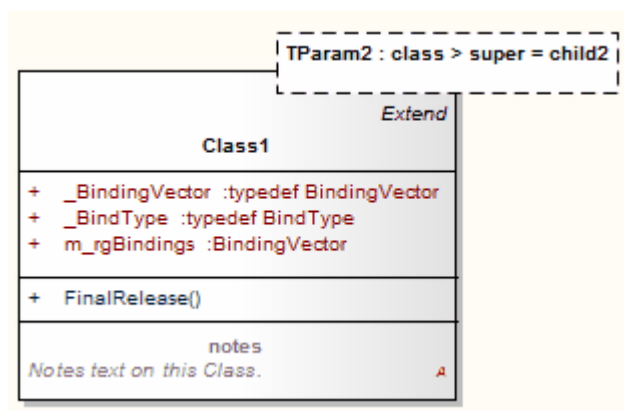 TParam2 : class > super = child2
Extend
Class1
+ _BindingVector :typedef BindingVector
+ _BindType :typedef BindType
+ m_rgBindings :BindingVector
+ FinalRelease()
notes
Notes text on this Class.
A